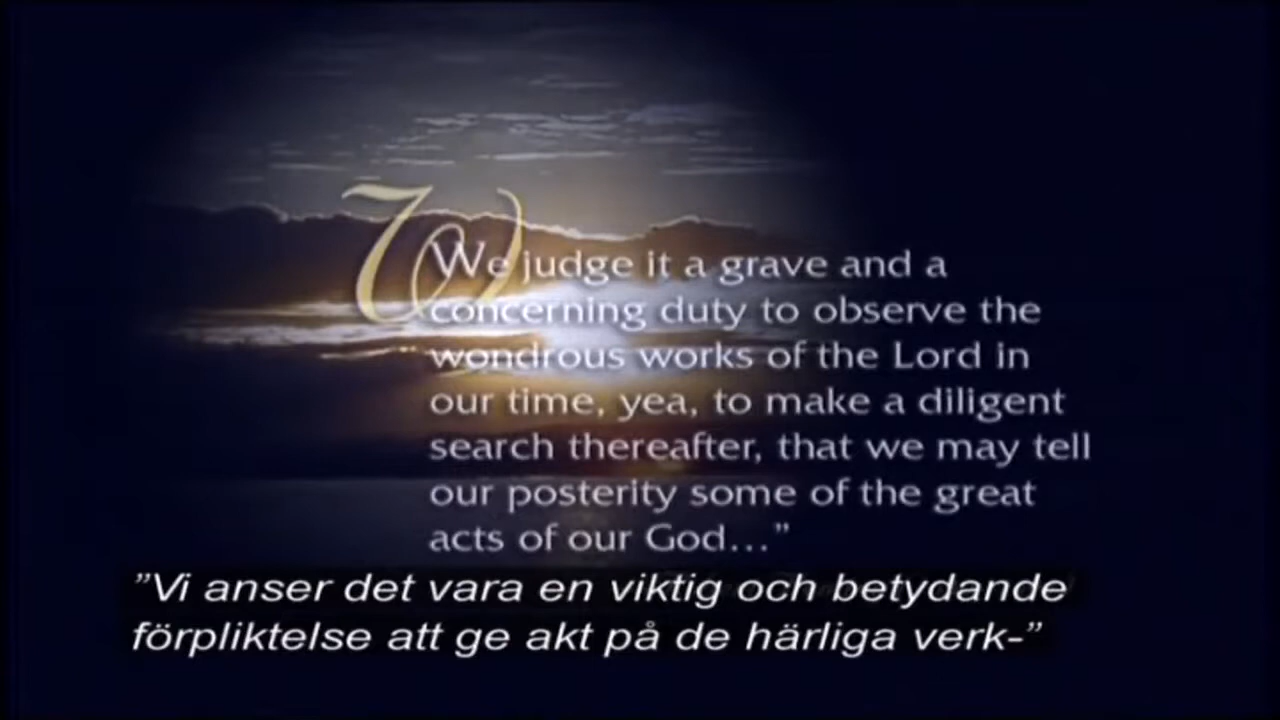 W
We judge it a grave and a
concerning duty to observe the
wondrous works of the Lord in
our time, yea, to make a diligent
search thereafter, that we may tell
our posterity some of the great
acts of our God...”
”Vi anser det vara en viktig och betydande
förpliktelse att ge akt på de härliga verk-”